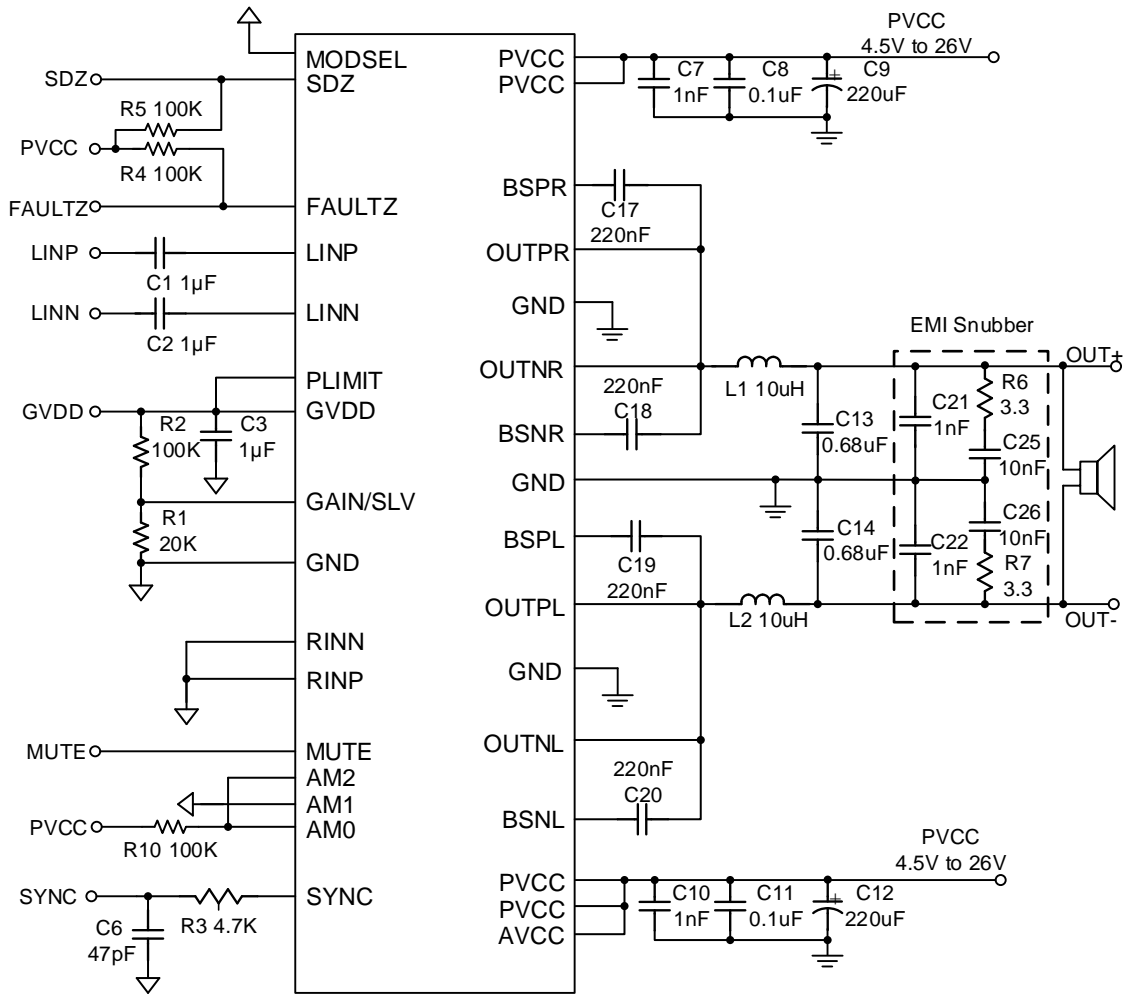 MODSEL
SDZ
SDZ
R5 100K
PVCC
R4 100K
FAULTZ
FAULTZ
LINP
LINP
C1 1µF
LINN
LINN
C2 1µF
PLIMIT
GVDD
GVDD
R2
100K
C3
1µF
GAIN/SLV
R1
20K
GND
RINN
RINP
MUTE
MUTE
AM2
AM1
PVCC
AM0
R10 100K
SYNC
SYNC
R3 4.7K
C6
47pF
PVCC
PVCC
PVCC
4.5V to 26V
C7
1nF
C8
0.1uF
C9
+
220uF
BSPR
C17
220nF
OUTPR
GND
OUTNR
220nF
C18
BSNR
L1 10uH
GND
C13
0.68uF
EMI Snubber
OUT+
C21
1nF
R6
3.3
C25
10nF
BSPL
C19
220nF
C14
0.68uF
C22
1nF
C26
10nF
R7
3.3
OUTPL
L2 10uH
OUT-
GND
OUTNL
220nF
C20
BSNL
PVCC
PVCC
AVCC
PVCC
4.5V to 26V
C10
1nF
C11
0.1uF
C12
+
220uF